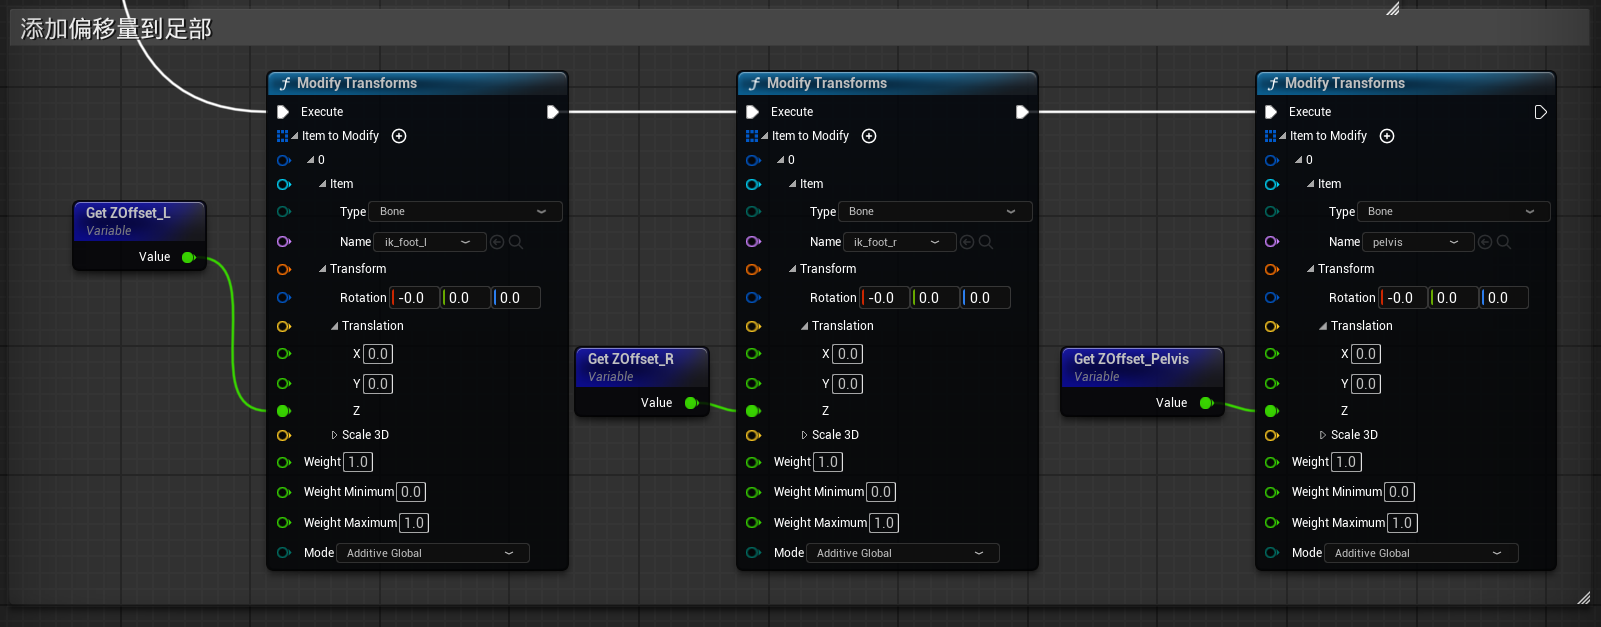 添加偏移量到足部
Modify Transforms
Execute
Item to Modify
0
Item
Type Bone
Name ik_foot_l
Transform
Rotation -0.0 0.0 0.0
Translation
X 0.0
Y 0.0
Z
Scale 3D
Weight 1.0
Weight Minimum 0.0
Weight Maximum 1.0
Mode Additive Global
Get ZOffset_L
Variable
Value
Modify Transforms
Execute
Item to Modify
0
Item
Type Bone
Name ik_foot_r
Transform
Rotation -0.0 0.0 0.0
Translation
X 0.0
Y 0.0
Z
Scale 3D
Weight 1.0
Weight Minimum 0.0
Weight Maximum 1.0
Mode Additive Global
Get ZOffset_R
Variable
Value
Modify Transforms
Execute
Item to Modify
0
Item
Type Bone
Name pelvis
Transform
Rotation -0.0 0.0 0.0
Translation
X 0.0
Y 0.0
Z
Scale 3D
Weight 1.0
Weight Minimum 0.0
Weight Maximum 1.0
Mode Additive Global
Get ZOffset_Pelvis
Variable
Value